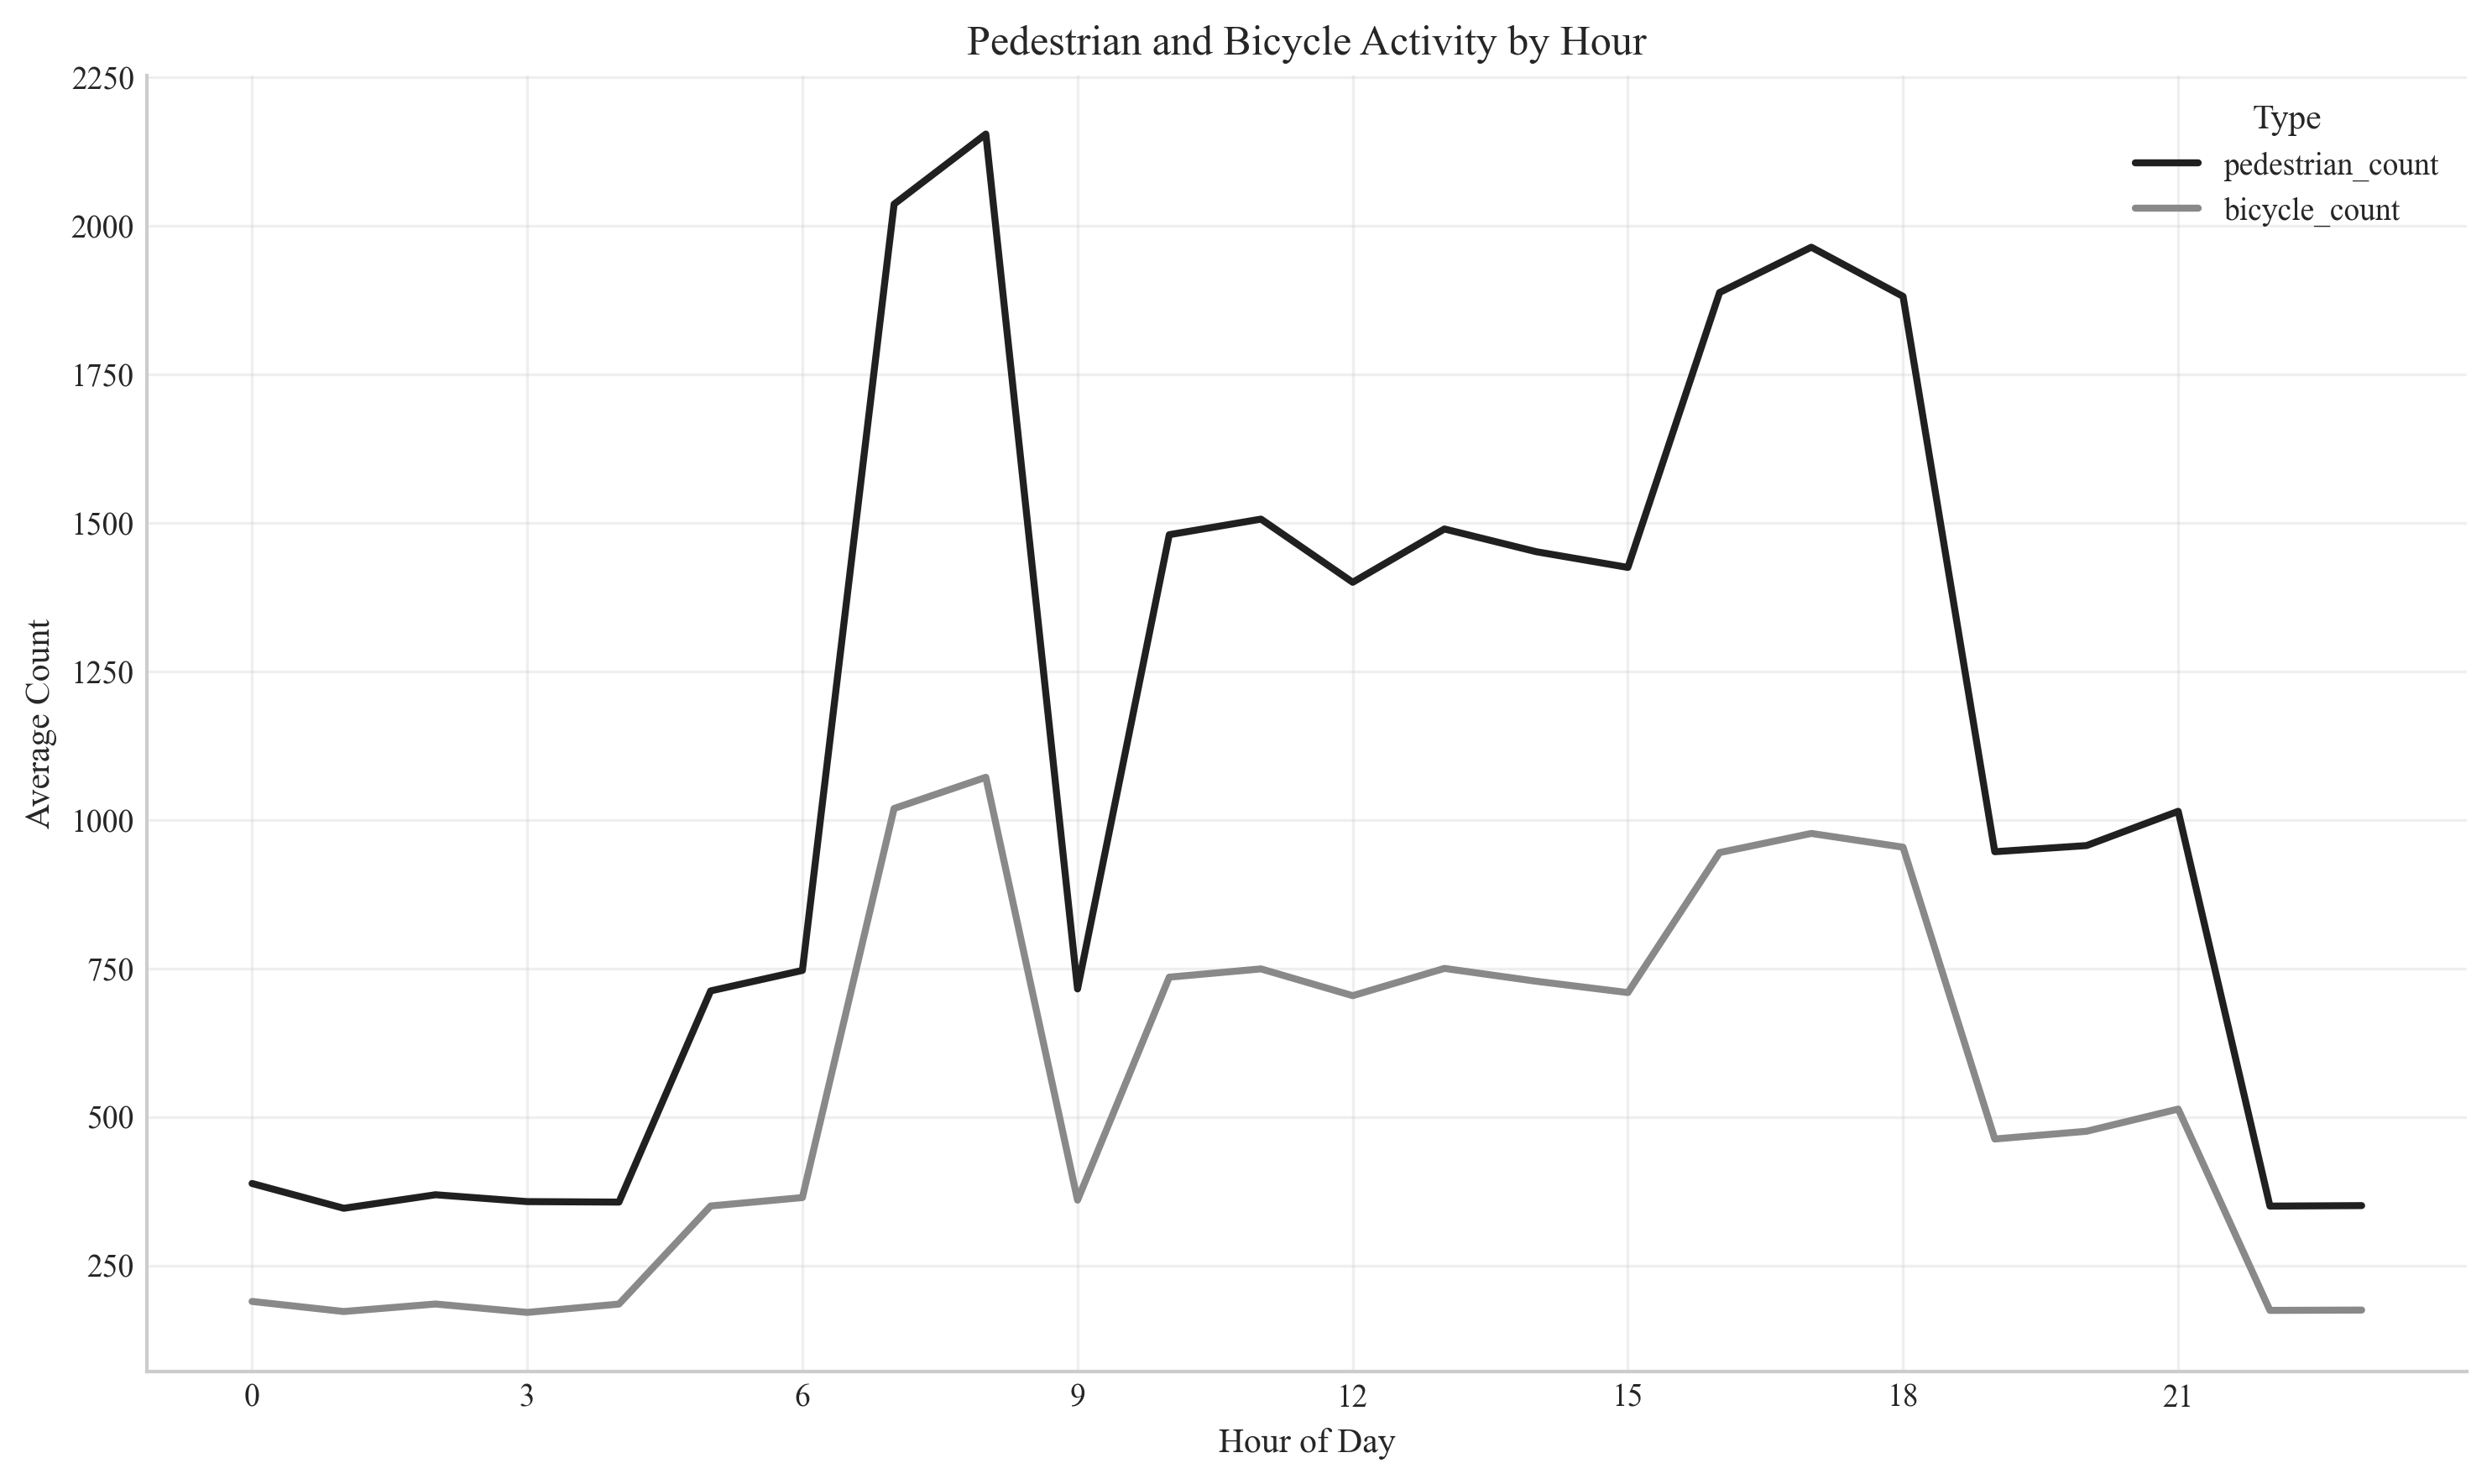 Pedestrian and Bicycle Activity by Hour
2250
2000
1750
1500
1250
1000
750
500
250
Average Count
Type
pedestrian_count
bicycle_count
0 3 6 9 12 15 18 21
Hour of Day